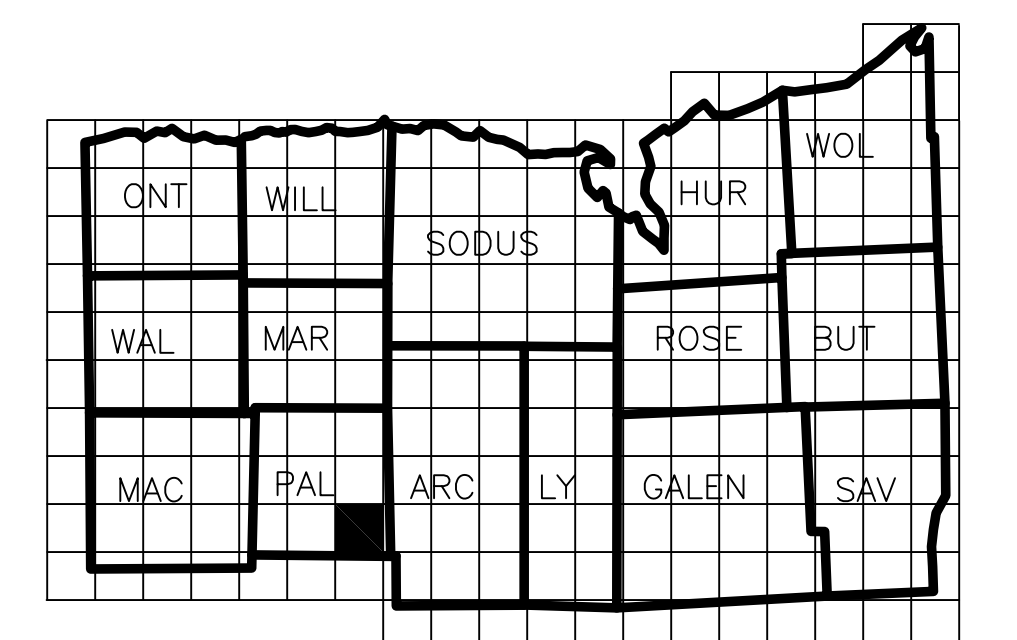 WOL
ONT WILL HUR
SODUS
WAL MAR ROSE BUT
MAC PAL ARC LY GALEN SAV